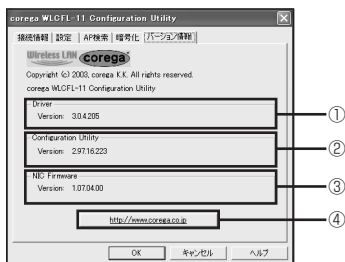 corega WLCFL-11 Configuration Utility
接続情報 設定 AP検索 暗号化 バージョン情報
Wireless LAN corega
Copyright (c) 2003, corega K.K. All rights reserved.
corega WLCFL-11 Configuration Utility
Driver
Version: 3.0.4.205
①
Configuration Utility
Version: 2.97.16.223
②
NIC Firmware
Version: 1.07.04.00
③
http://www.corega.co.jp
④
OK キャンセル ヘルプ